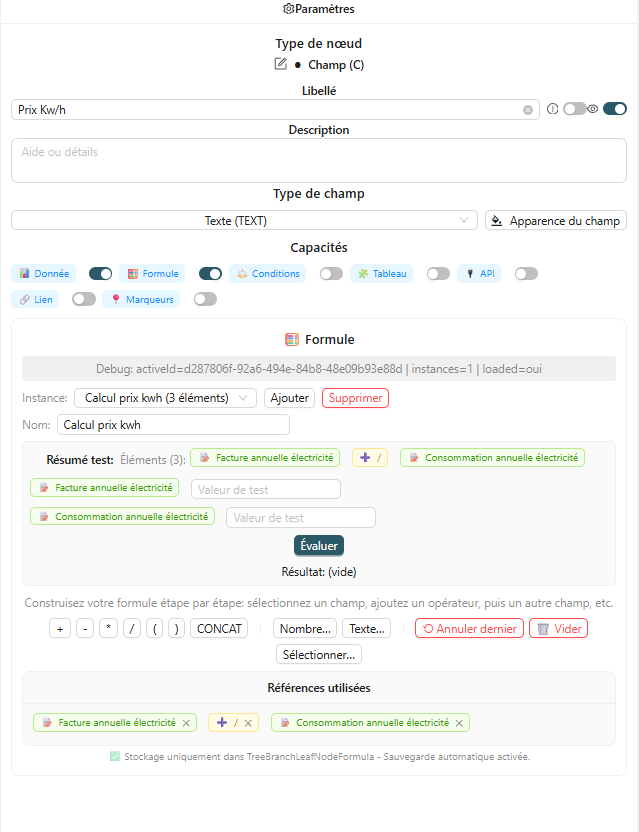 Paramètres
Type de nœud
Champ (C)
Libellé
Prix Kw/h
Description
Aide ou détails
Type de champ
Texte (TEXT)
Apparence du champ
Capacités
Donnée Formule Conditions Tableau API
Lien Marqueurs
Formule
Debug: activeId=d287806f-92a6-494e-84b8-48e09b93e88d | instances=1 | loaded=oui
Instance: Calcul prix kwh (3 éléments) Ajouter Supprimer
Nom: Calcul prix kwh
Résumé test: Éléments (3): Facture annuelle électricité / Consommation annuelle électricité
Facture annuelle électricité Valeur de test
Consommation annuelle électricité Valeur de test
Évaluer
Résultat: (vide)
Construisez votre formule étape par étape: sélectionnez un champ, ajoutez un opérateur, puis un autre champ, etc.
+ - * / ( ) CONCAT Nombre... Texte... Annuler dernier Vider
Sélectionner...
Références utilisées
Facture annuelle électricité / Consommation annuelle électricité
Stockage uniquement dans TreeBranchLeafNodeFormula - Sauvegarde automatique activée.